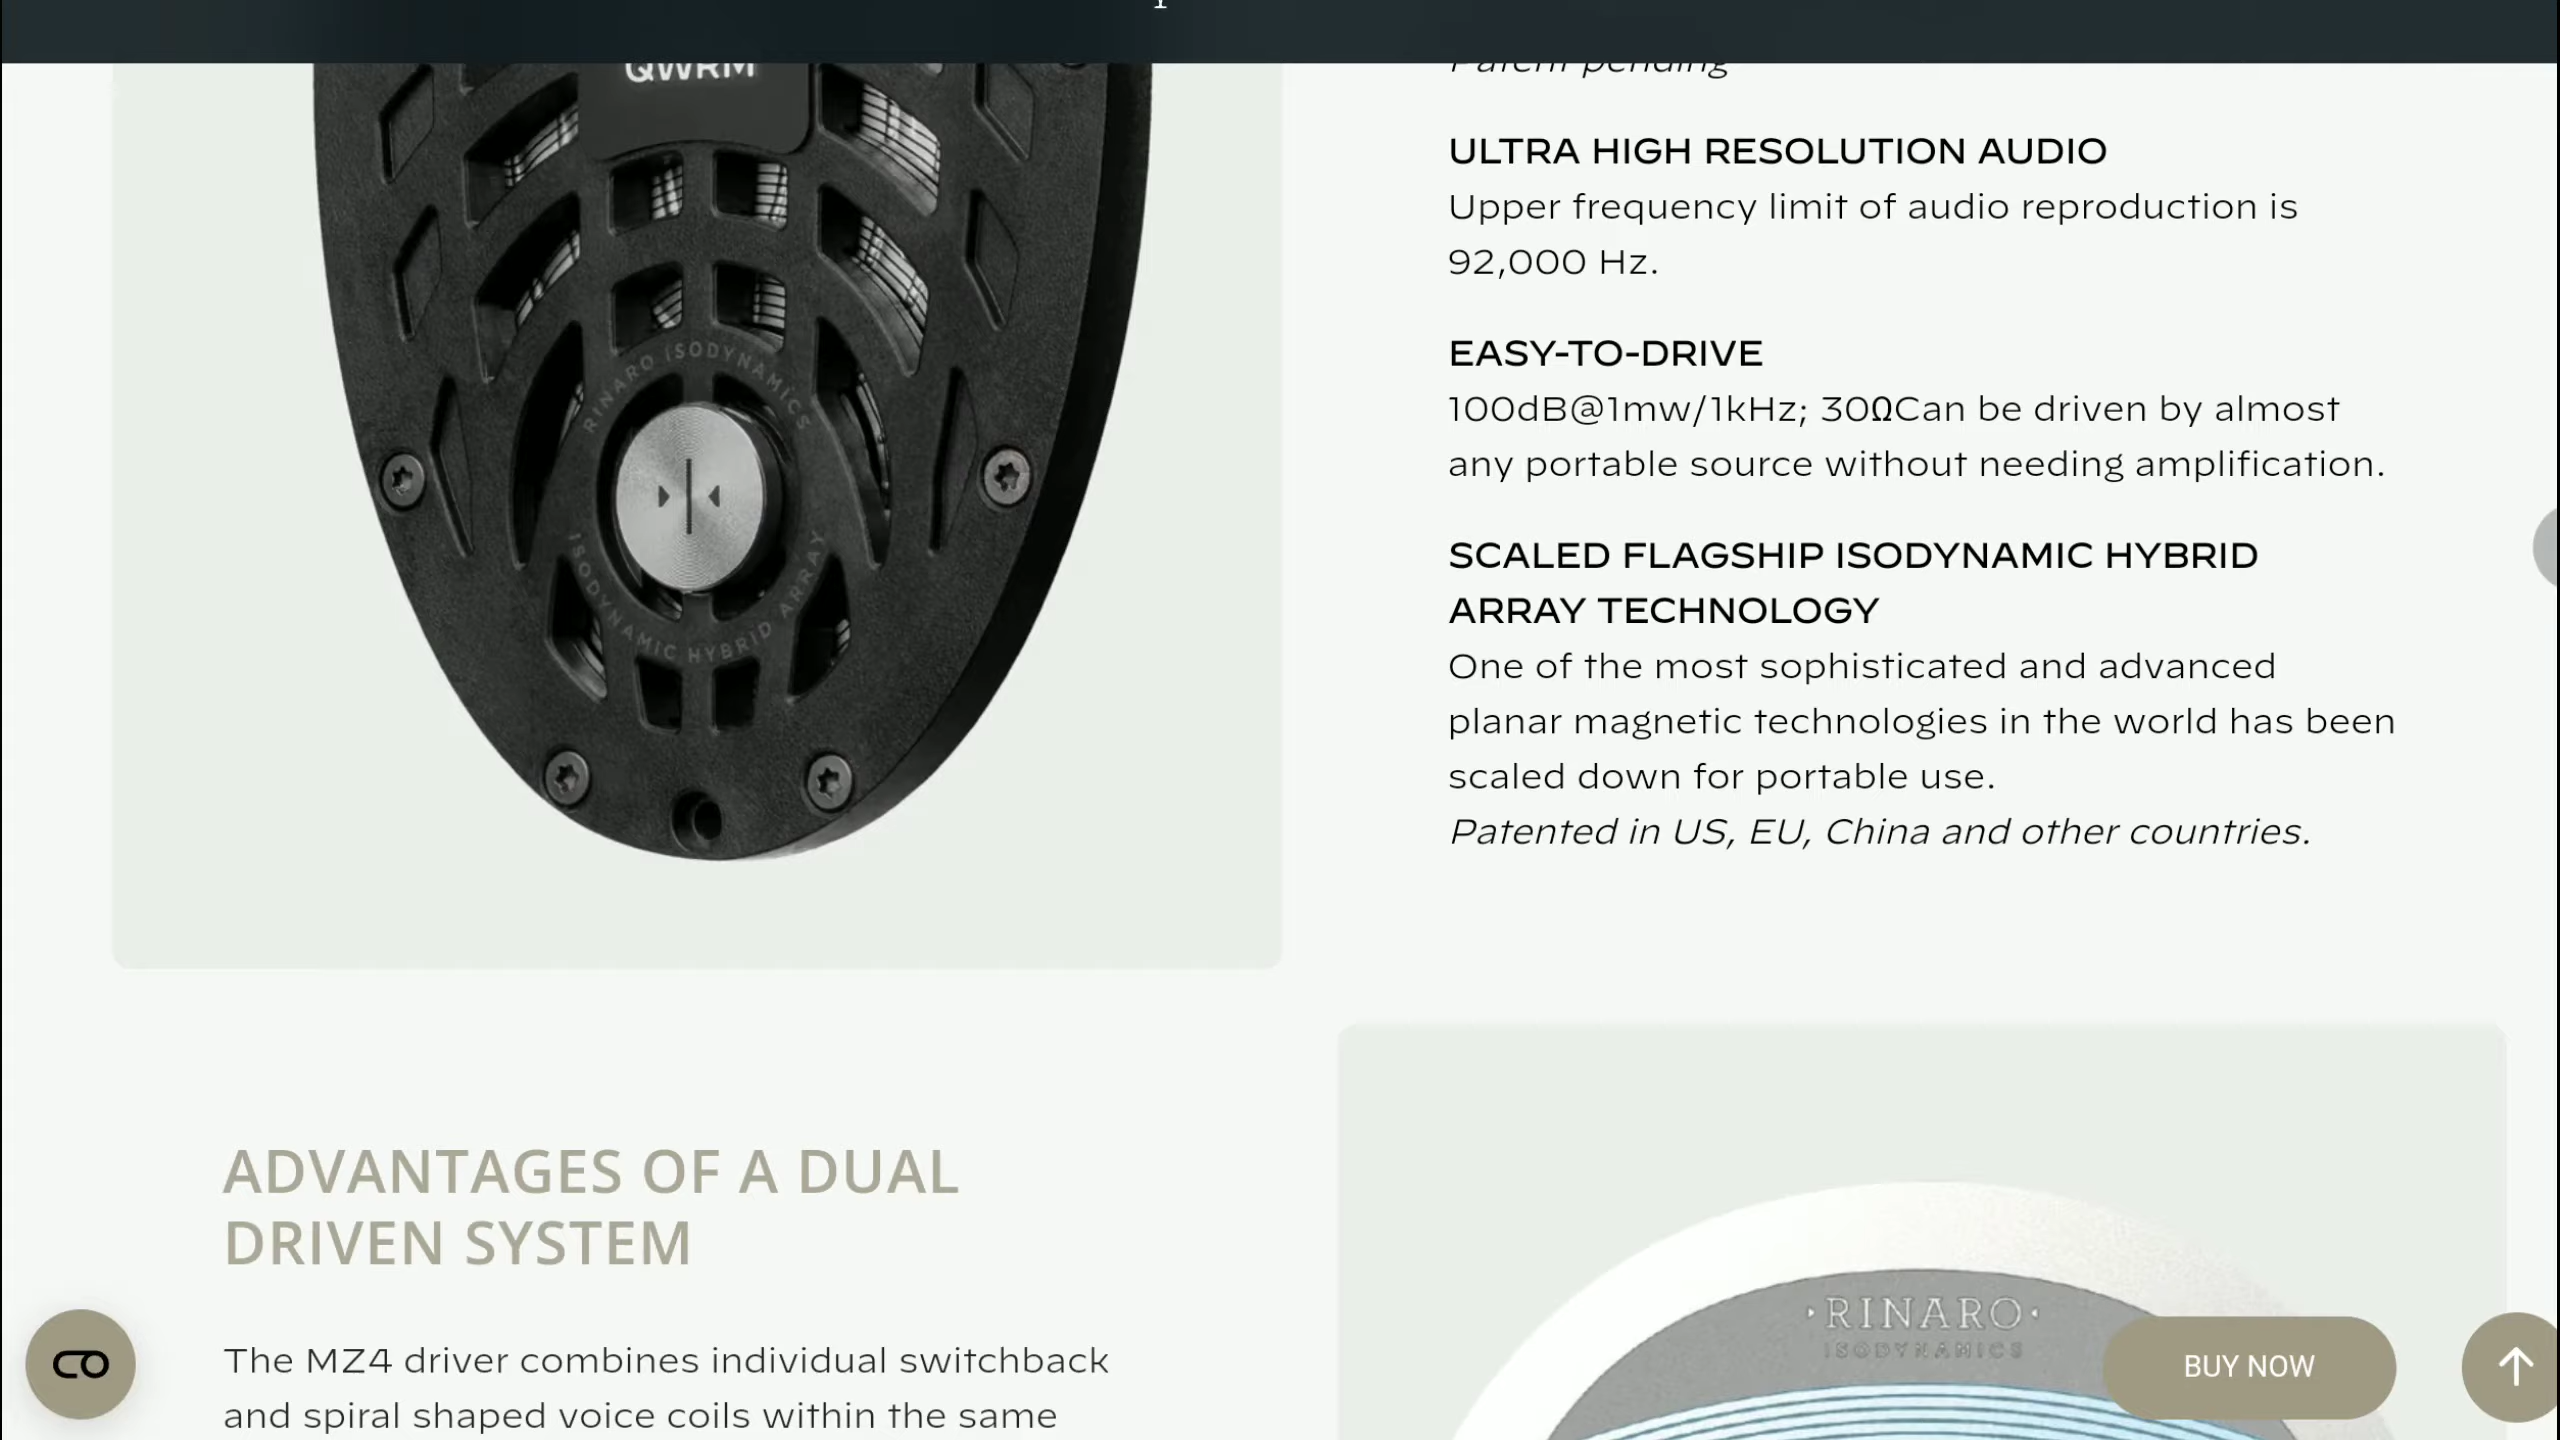 QWRM
RINARO ISODYNAMICS
ISODYNAMIC HYBRID ARRAY
Patent pending
ULTRA HIGH RESOLUTION AUDIO
Upper frequency limit of audio reproduction is
92,000 Hz.
EASY-TO-DRIVE
100dB@1mw/1kHz; 30ΩCan be driven by almost
any portable source without needing amplification.
SCALED FLAGSHIP ISODYNAMIC HYBRID
ARRAY TECHNOLOGY
One of the most sophisticated and advanced
planar magnetic technologies in the world has been
scaled down for portable use.
Patented in US, EU, China and other countries.
ADVANTAGES OF A DUAL
DRIVEN SYSTEM
The MZ4 driver combines individual switchback
and spiral shaped voice coils within the same
·RINARO·
ISODYNAMICS
BUY NOW